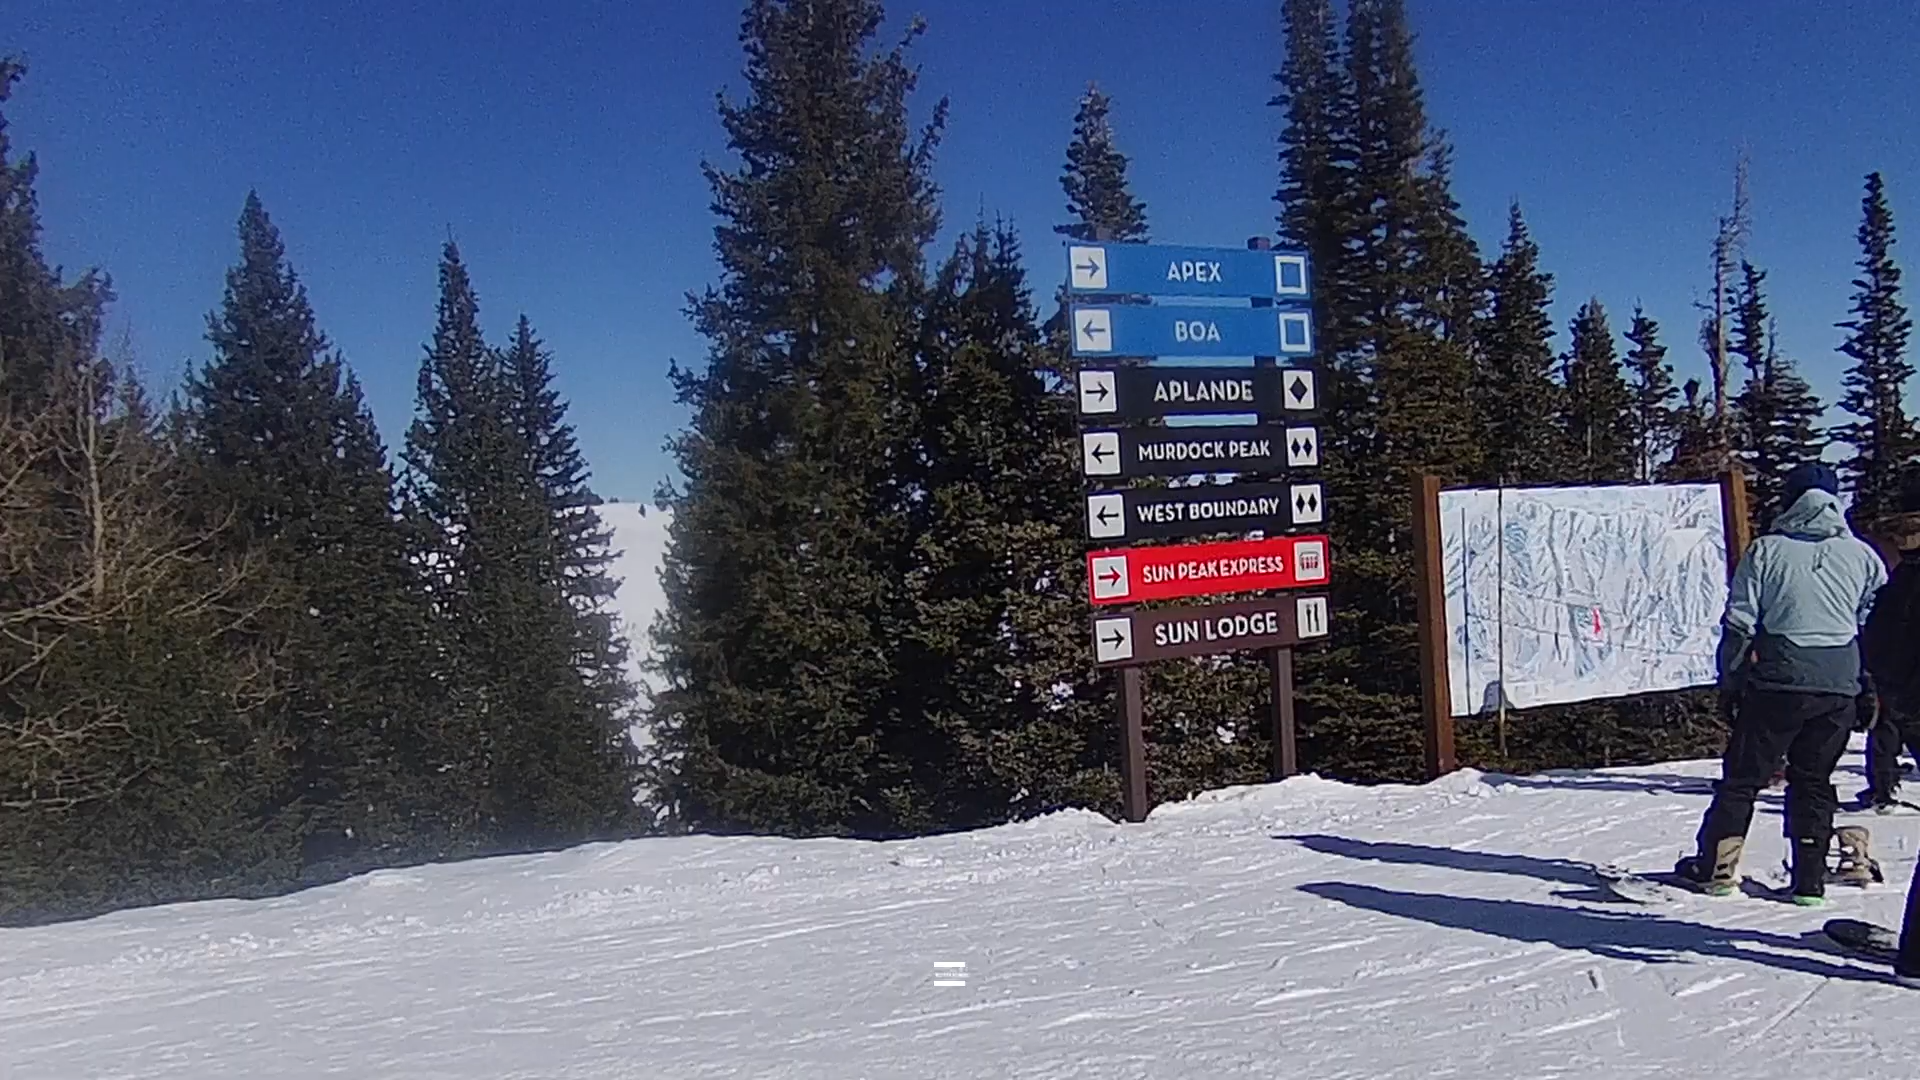 APEX
BOA
APLANDE
MURDOCK PEAK
WEST BOUNDARY
SUN PEAK EXPRESS
SUN LODGE